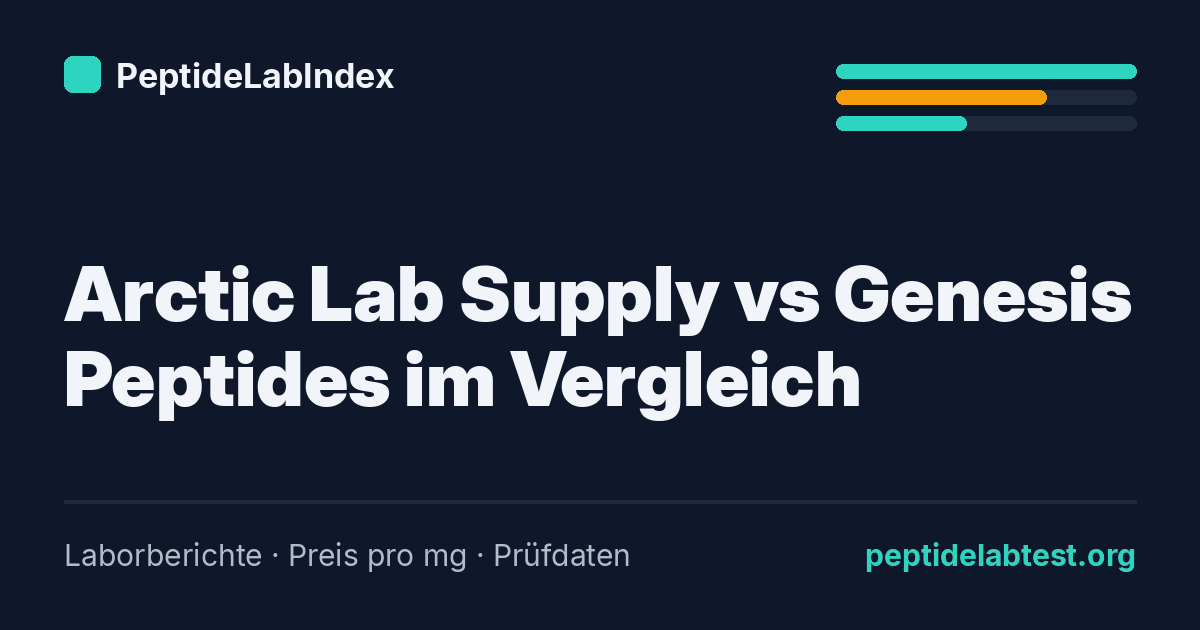 PeptideLabIndex
Arctic Lab Supply vs Genesis
Peptides im Vergleich
Laborberichte · Preis pro mg · Prüfdaten
peptidelabtest.org